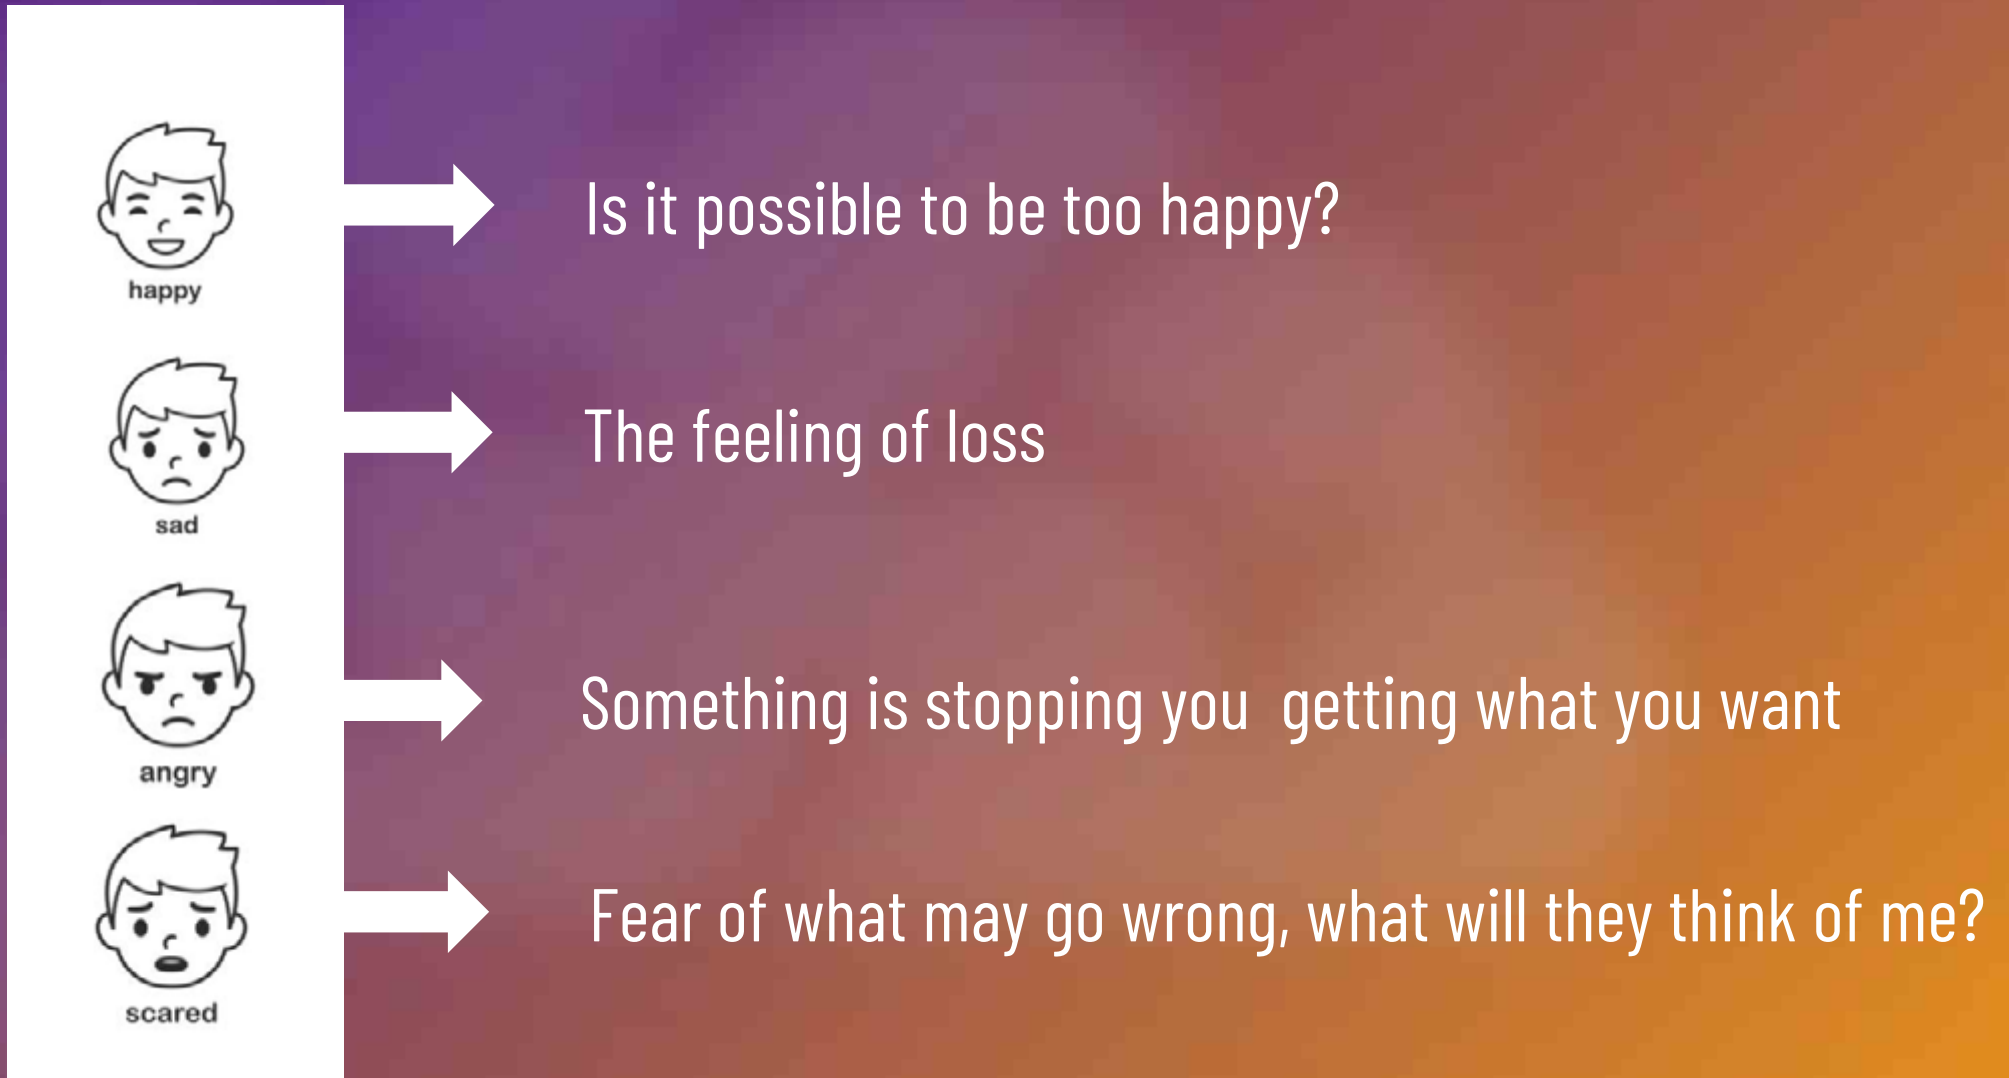 happy
Is it possible to be too happy?
sad
The feeling of loss
angry
Something is stopping you  getting what you want
scared
Fear of what may go wrong, what will they think of me?